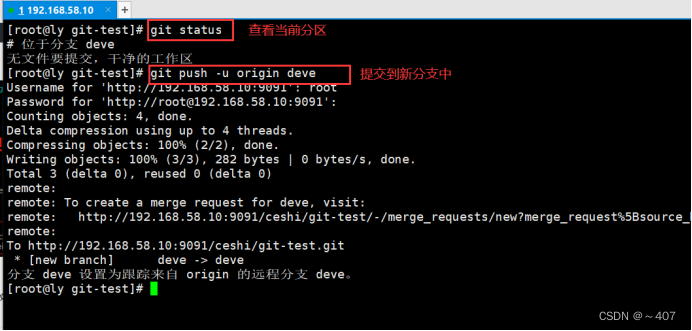 1 192.168.58.10 × +
[root@ly git-test]# git status 查看当前分区
# 位于分支 deve
无文件要提交，干净的工作区
[root@ly git-test]# git push -u origin deve 提交到新分支中
Username for 'http://192.168.58.10:9091': root
Password for 'http://root@192.168.58.10:9091':
Counting objects: 4, done.
Delta compression using up to 4 threads.
Compressing objects: 100% (2/2), done.
Writing objects: 100% (3/3), 282 bytes | 0 bytes/s, done.
Total 3 (delta 0), reused 0 (delta 0)
remote:
remote: To create a merge request for deve, visit:
remote:   http://192.168.58.10:9091/ceshi/git-test/-/merge_requests/new?merge_request%5Bsource_
remote:
To http://192.168.58.10:9091/ceshi/git-test.git
 * [new branch]      deve -> deve
分支 deve 设置为跟踪来自 origin 的远程分支 deve。
[root@ly git-test]#
CSDN @～407